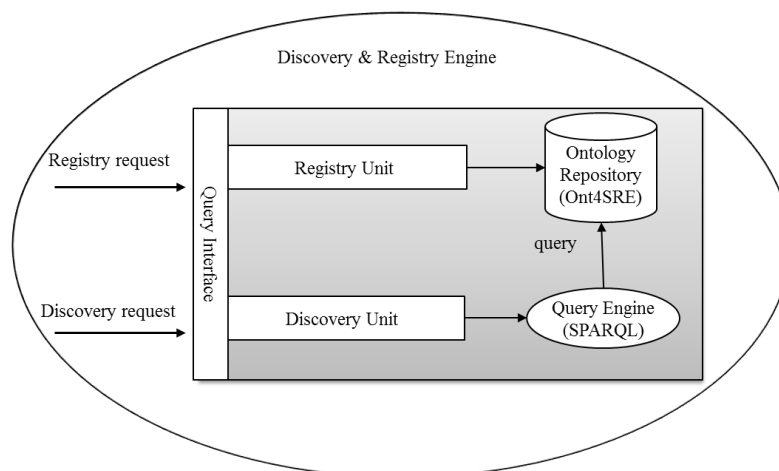 Discovery & Registry Engine
Registry request
Query Interface
Registry Unit
Ontology
Repository
(Ont4SRE)
query
Discovery request
Discovery Unit
Query Engine
(SPARQL)